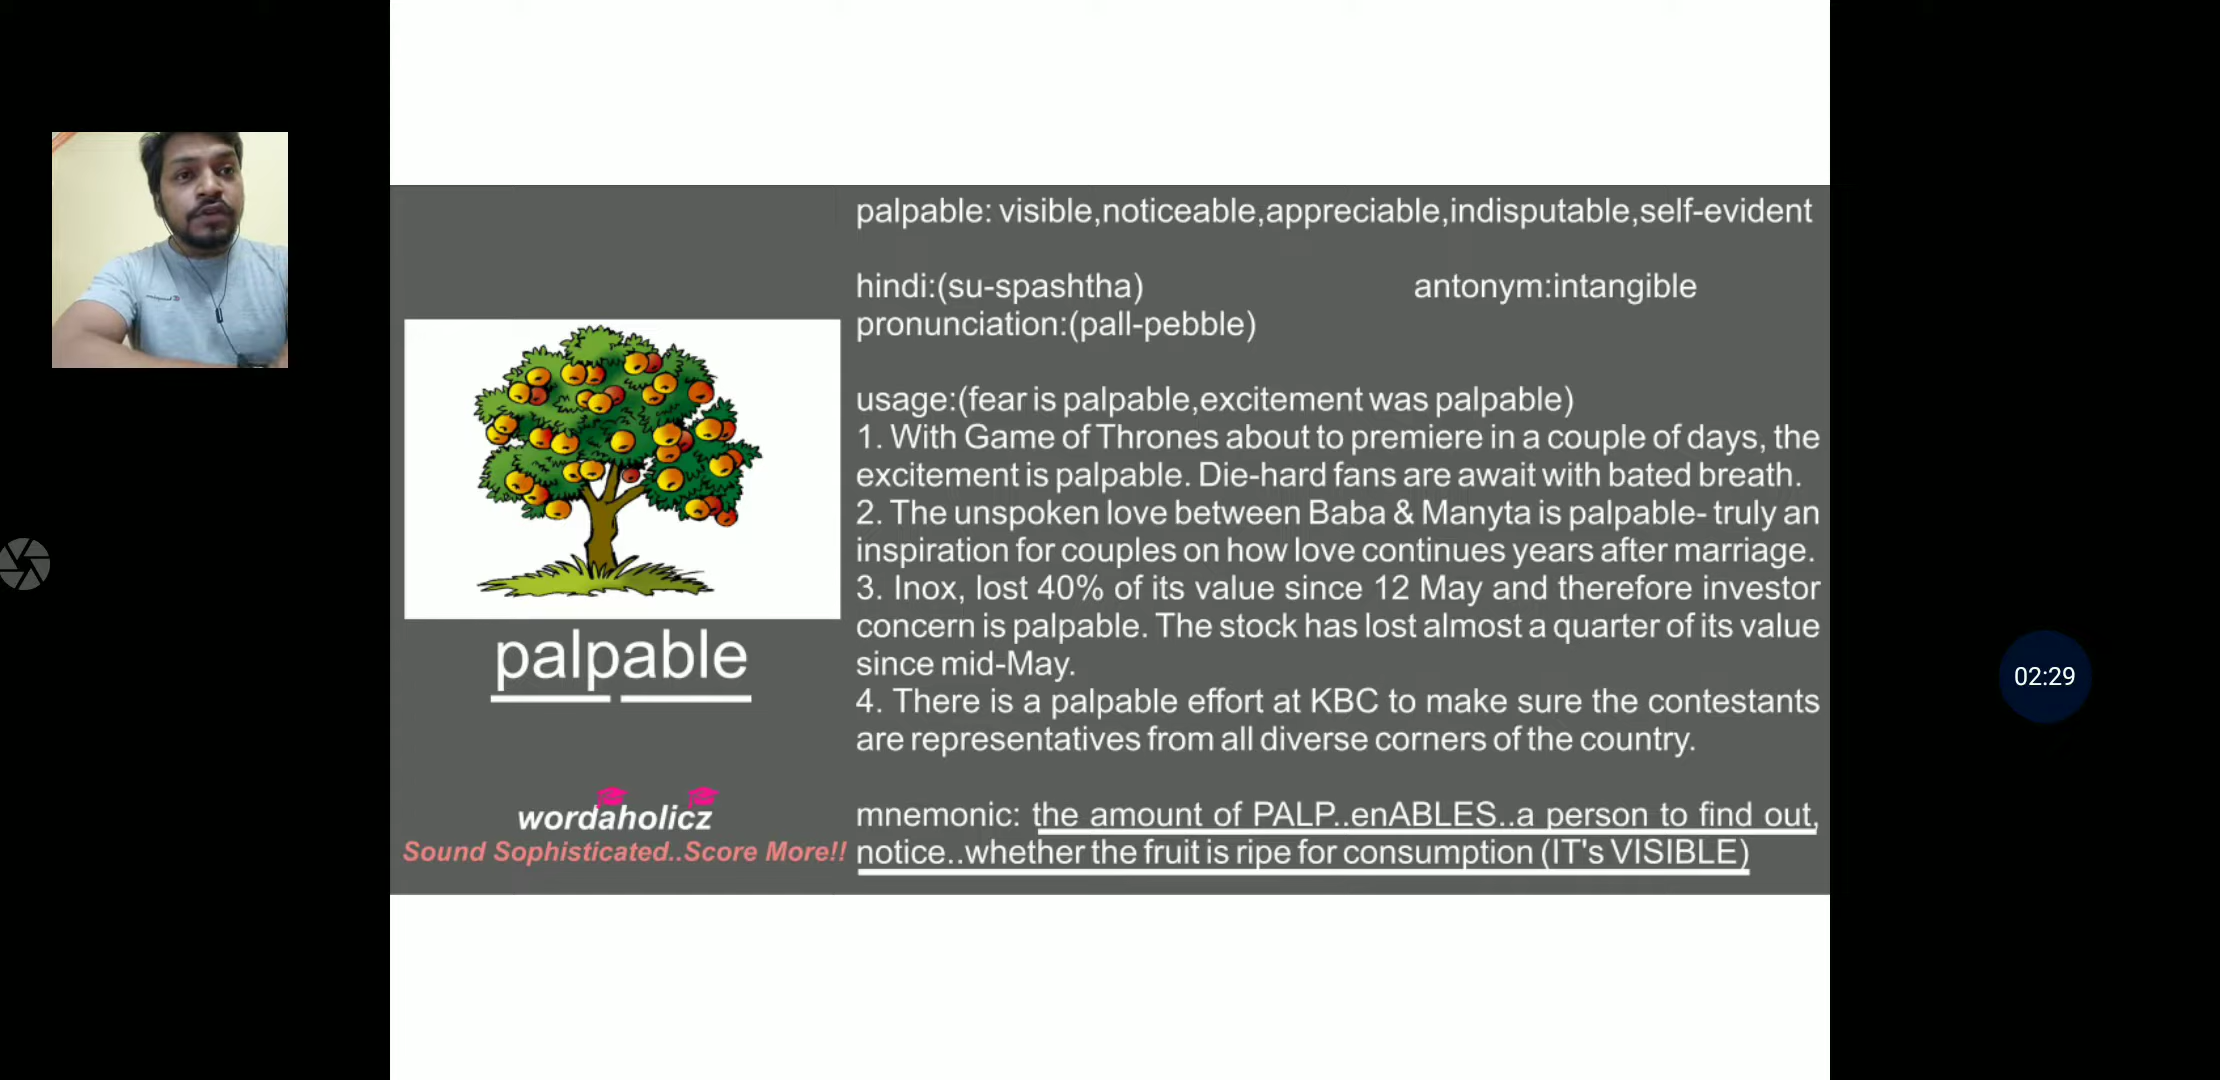 palpable: visible,noticeable,appreciable,indisputable,self-evident
hindi:(su-spashtha) antonym:intangible
pronunciation:(pall-pebble)
usage:(fear is palpable,excitement was palpable)
1. With Game of Thrones about to premiere in a couple of days, the
excitement is palpable. Die-hard fans are await with bated breath.
2. The unspoken love between Baba & Manyta is palpable- truly an
inspiration for couples on how love continues years after marriage.
3. Inox, lost 40% of its value since 12 May and therefore investor
concern is palpable. The stock has lost almost a quarter of its value
since mid-May.
4. There is a palpable effort at KBC to make sure the contestants
are representatives from all diverse corners of the country.
mnemonic: the amount of PALP..enABLES..a person to find out,
notice..whether the fruit is ripe for consumption (IT's VISIBLE)
palpable
wordaholicz
Sound Sophisticated..Score More!!
02:29